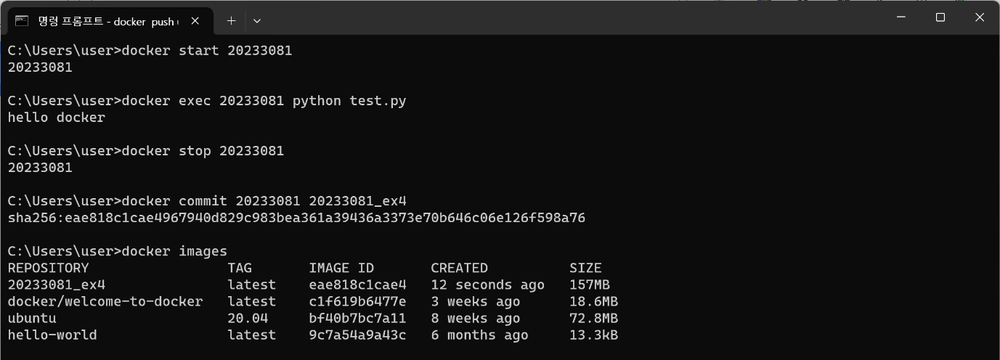 명령 프롬프트 - docker push
C:\Users\user>docker start 20233081
20233081
C:\Users\user>docker exec 20233081 python test.py
hello docker
C:\Users\user>docker stop 20233081
20233081
C:\Users\user>docker commit 20233081 20233081_ex4
sha256:eae818c1cae4967940d829c983bea361a39436a3373e70b646c06e126f598a76
C:\Users\user>docker images
REPOSITORY TAG IMAGE ID CREATED SIZE
20233081_ex4 latest eae818c1cae4 12 seconds ago 157MB
docker/welcome-to-docker latest c1f619b6477e 3 weeks ago 18.6MB
ubuntu 20.04 bf40b7bc7a11 8 weeks ago 72.8MB
hello-world latest 9c7a54a9a43c 6 months ago 13.3kB